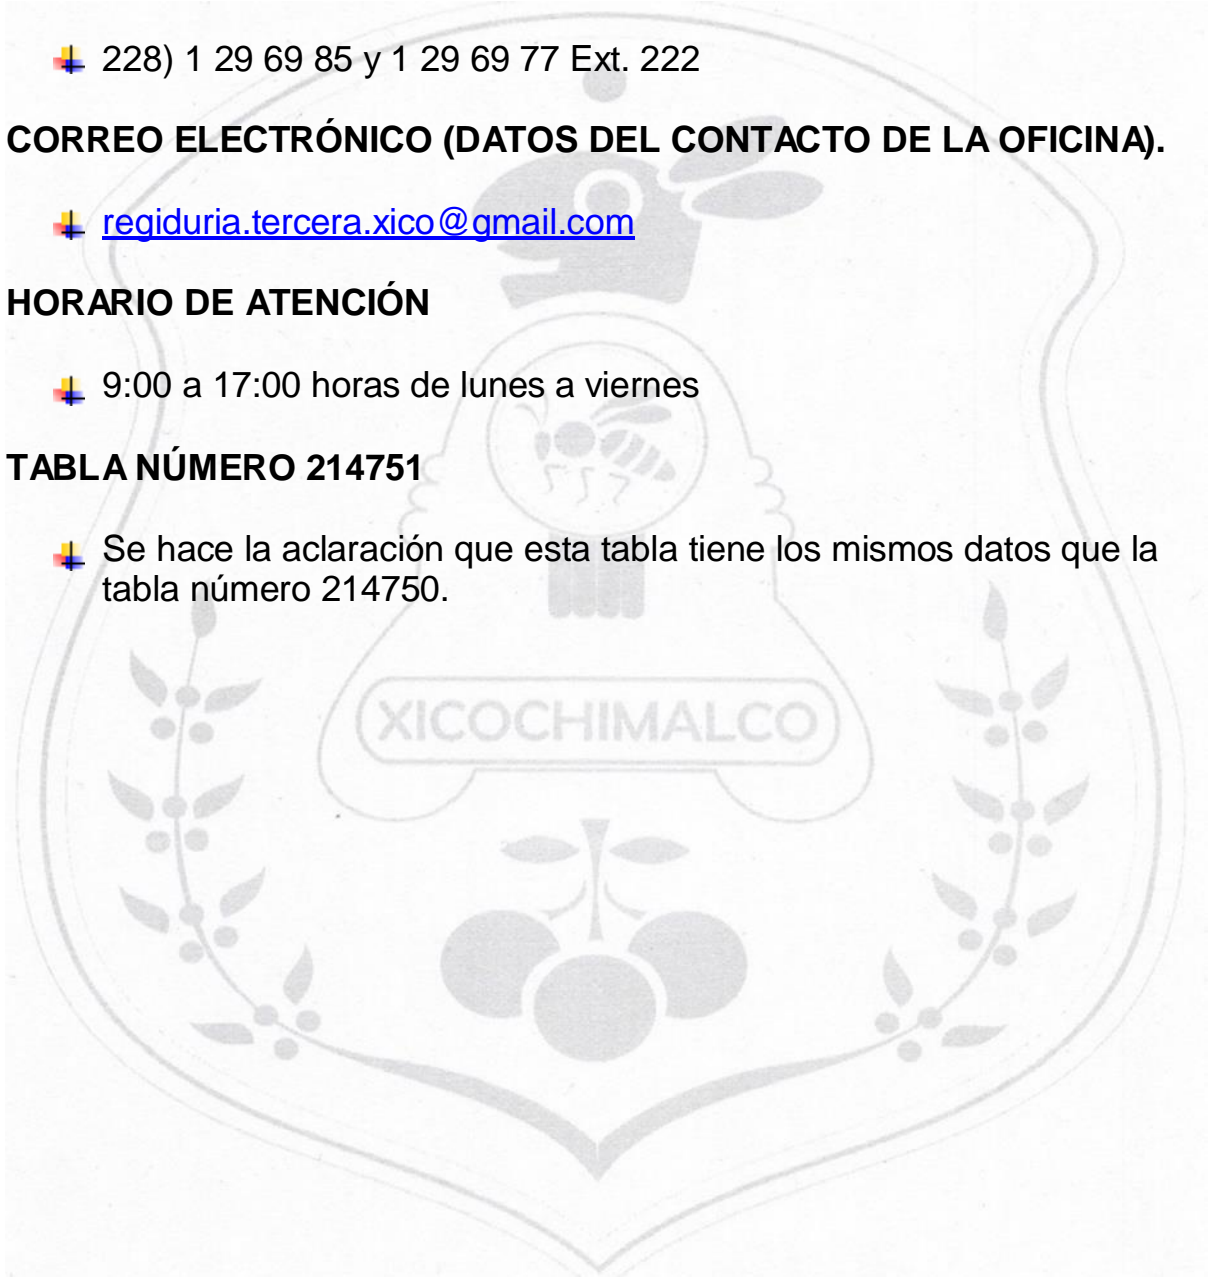 228) 1 29 69 85 y 1 29 69 77 Ext. 222
CORREO ELECTRÓNICO (DATOS DEL CONTACTO DE LA OFICINA).
regiduria.tercera.xico@gmail.com
HORARIO DE ATENCIÓN
9:00 a 17:00 horas de lunes a viernes
TABLA NÚMERO 214751
Se hace la aclaración que esta tabla tiene los mismos datos que la
tabla número 214750.
XICOCHIMALCO